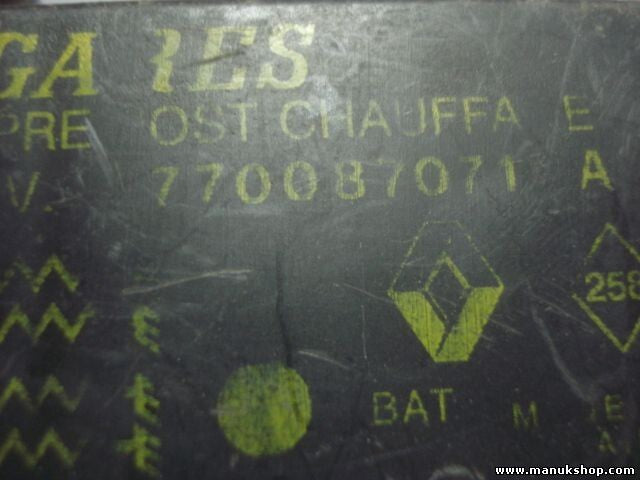 GA RES
PRE OST CHAUFFA E
V. 770087071 A
258
BAT M
www.manukshop.com